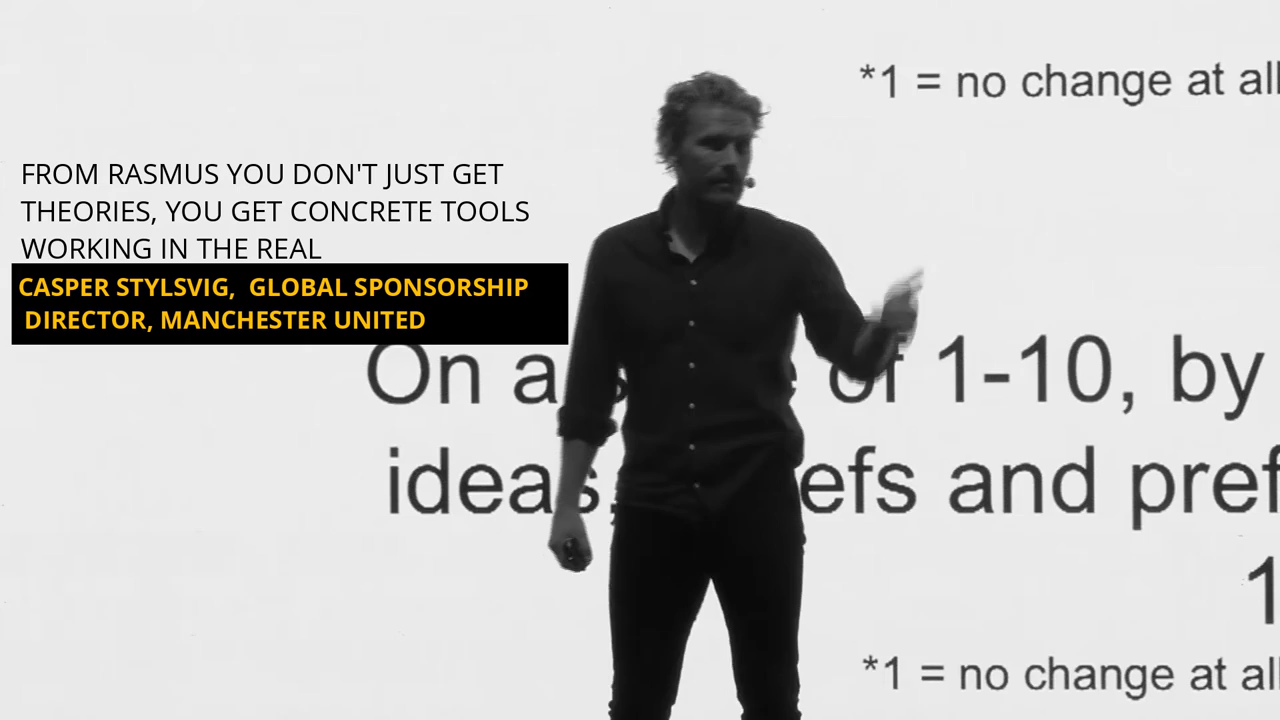 *1 = no change at all
FROM RASMUS YOU DON'T JUST GET
THEORIES, YOU GET CONCRETE TOOLS
WORKING IN THE REAL
CASPER STYLSVIG, GLOBAL SPONSORSHIP
DIRECTOR, MANCHESTER UNITED
On a of 1-10, by
ideas, efs and pref
1
*1 = no change at all